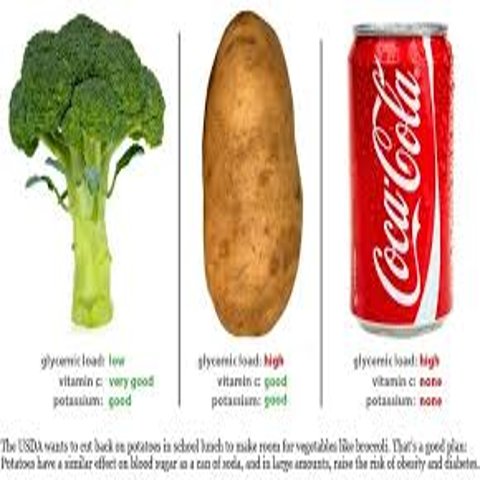 Coca-Cola
glycemic load: low
vitamin c: very good
potassium: good
glycemic load: high
vitamin c: good
potassium: good
glycemic load: high
vitamin c: none
potassium: none
The USDA wants to cut back on potatoes in school lunch to make room for vegetables like broccoli. That's a good plan:
Potatoes have a similar effect on blood sugar as a can of soda, and in large amounts, raise the risk of obesity and diabetes.